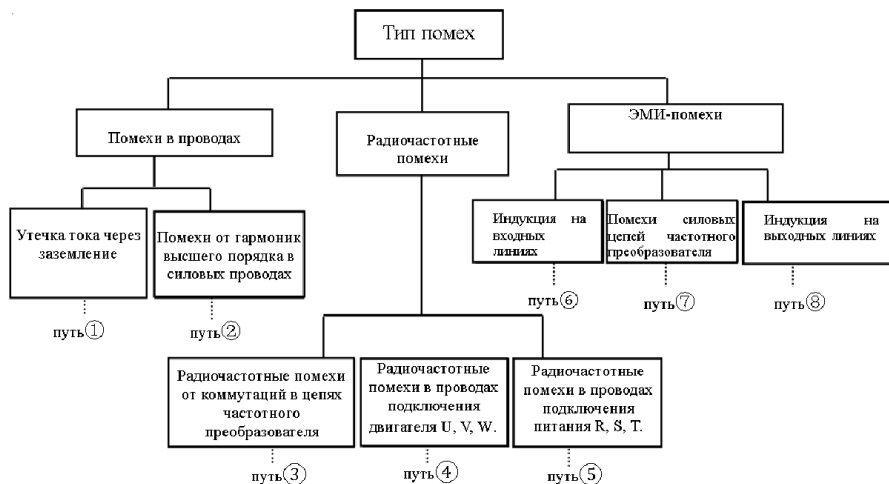 Тип помех
Помехи в проводах
Радиочастотные
помехи
ЭМИ-помехи
Утечка тока через
заземление
Помехи от гармоник
высшего порядка в
силовых проводах
Индукция на
входных
линиях
Помехи силовых
цепей частотного
преобразователя
Индукция на
выходных линиях
путь①
путь②
путь⑥
путь⑦
путь⑧
Радиочастотные помехи
от коммутаций в цепях
частотного
преобразователя
Радиочастотные
помехи в проводах
подключения
двигателя U, V, W.
Радиочастотные
помехи в проводах
подключения
питания R, S, T.
путь③
путь④
путь⑤